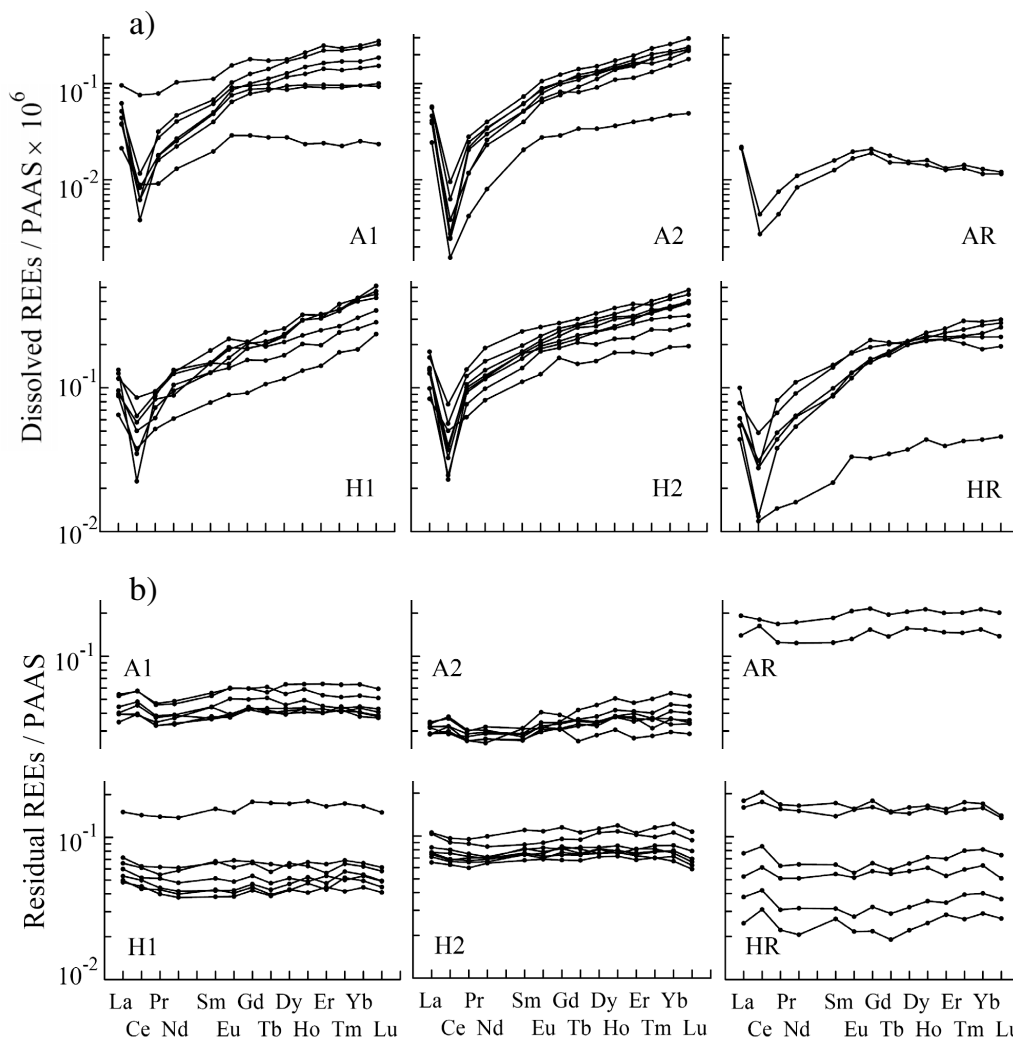 a)
Dissolved REEs / PAAS × 10⁶
10⁻¹
10⁻²
A1
A2
AR
10⁻¹
10⁻²
H1
H2
HR
b)
Residual REEs / PAAS
10⁻¹
A1
A2
AR
10⁻¹
10⁻²
H1
H2
HR
La Pr Sm Gd Dy Er Yb La Pr Sm Gd Dy Er Yb La Pr Sm Gd Dy Er Yb
Ce Nd Eu Tb Ho Tm Lu Ce Nd Eu Tb Ho Tm Lu Ce Nd Eu Tb Ho Tm Lu